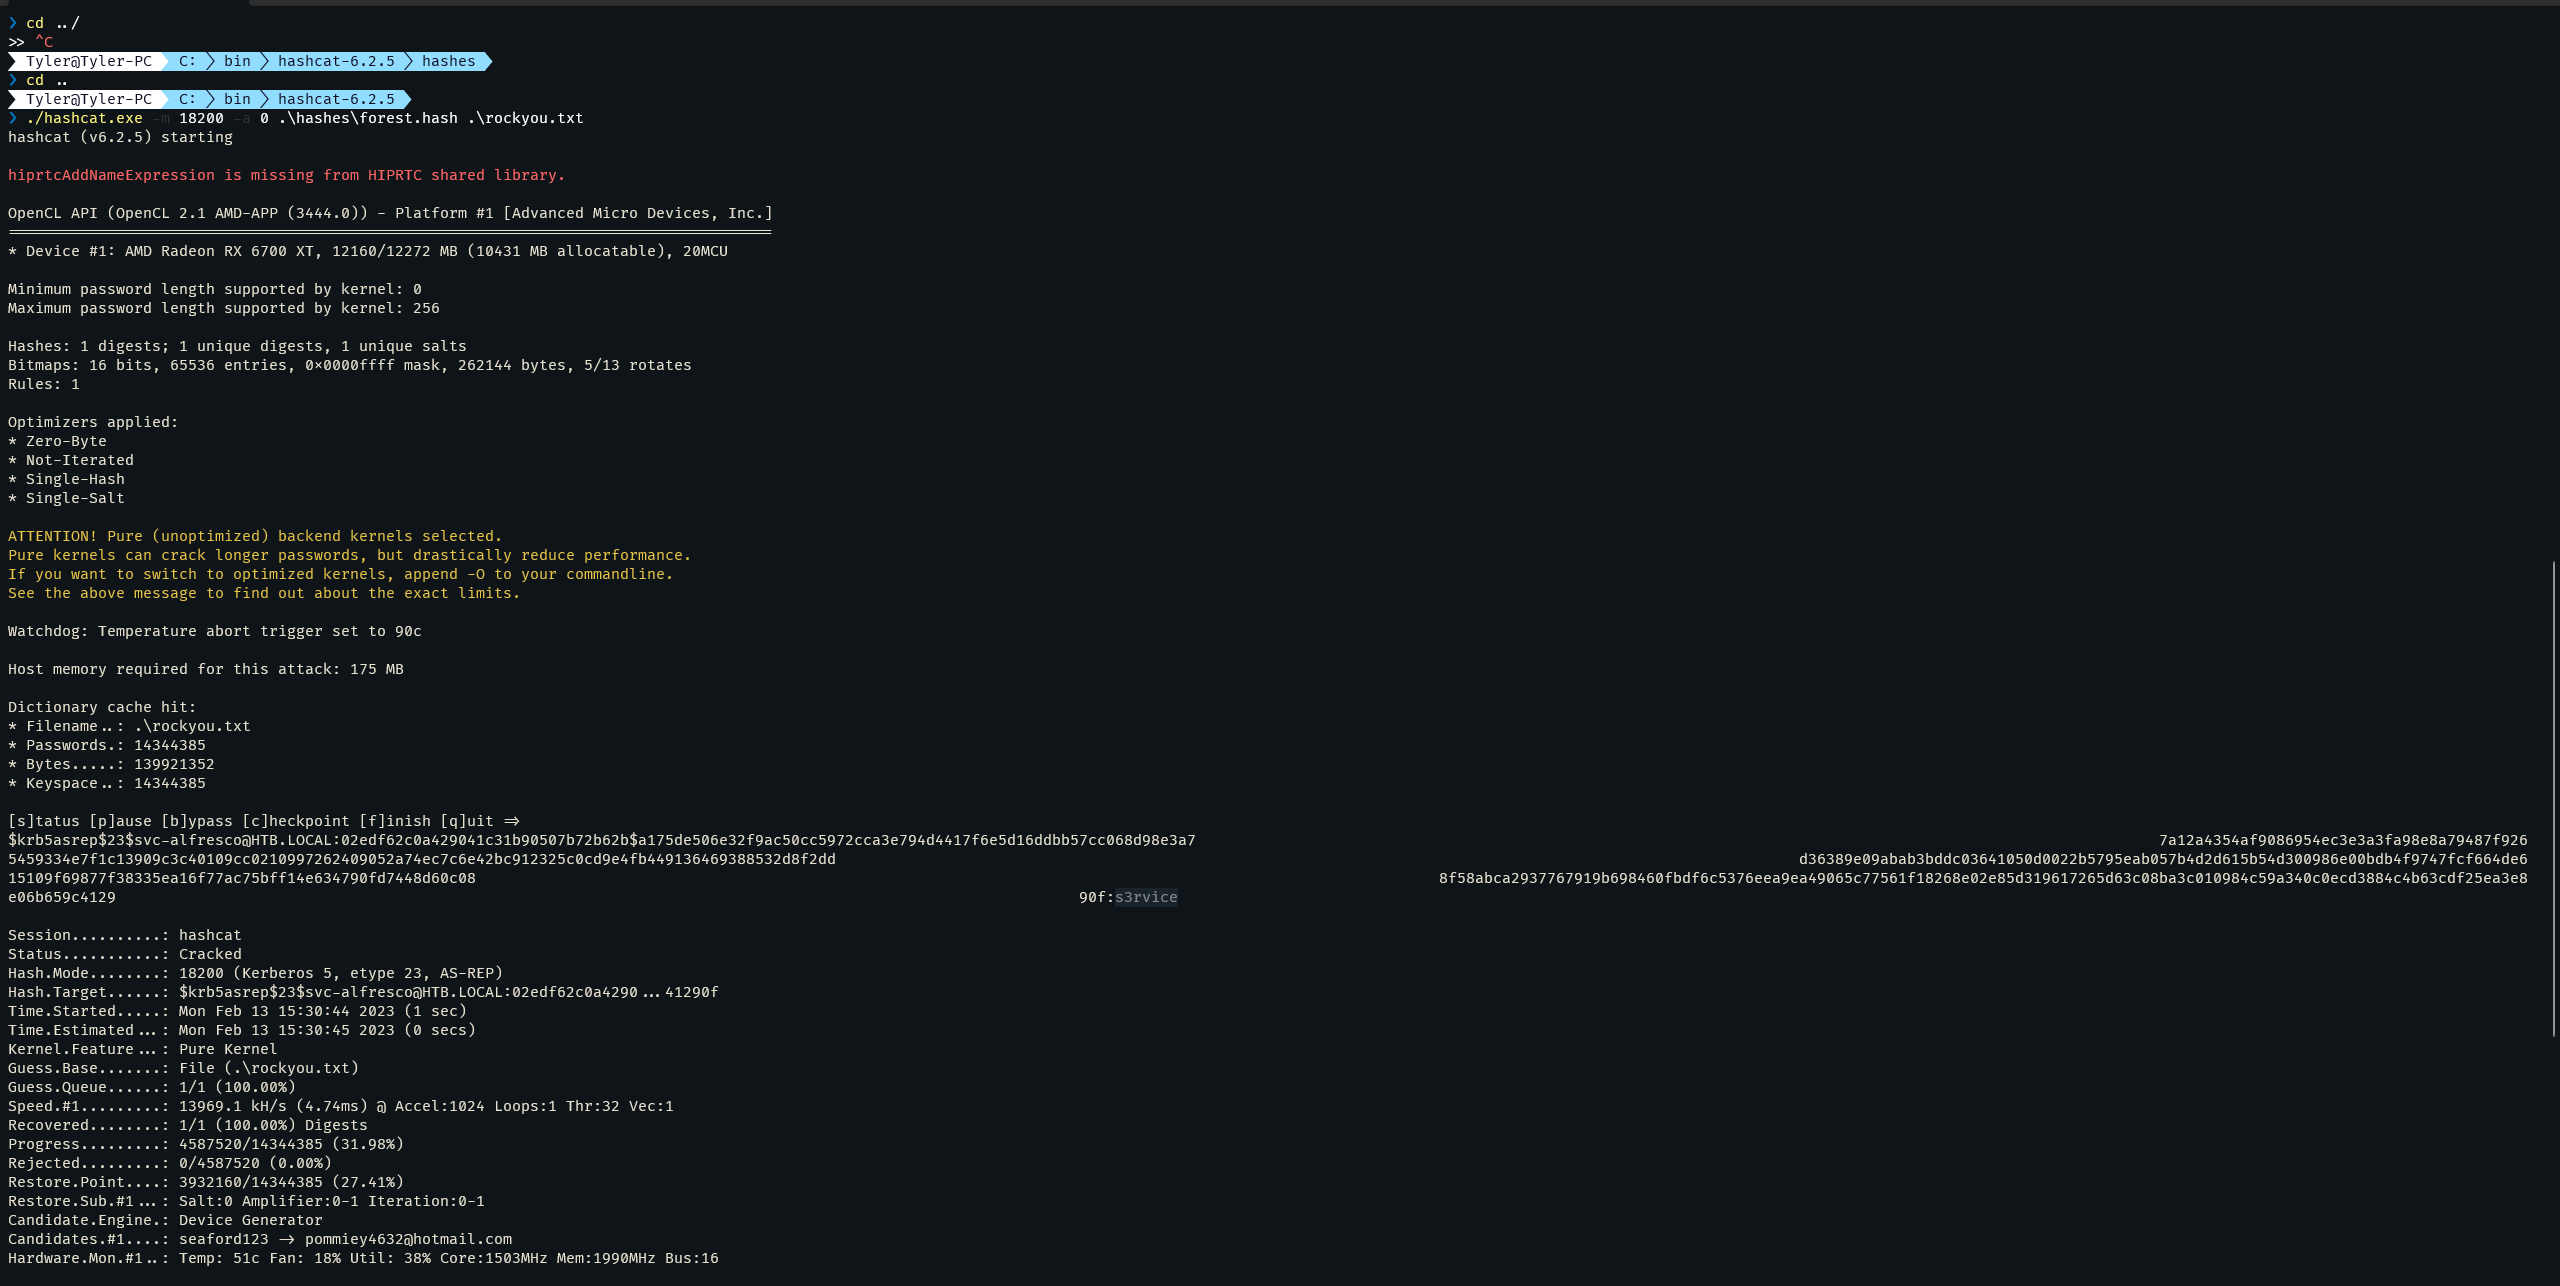 ❯ cd ../
>> ^C
Tyler@Tyler-PC C: bin hashcat-6.2.5 hashes
❯ cd ..
Tyler@Tyler-PC C: bin hashcat-6.2.5
❯ ./hashcat.exe -m 18200 -a 0 .\hashes\forest.hash .\rockyou.txt
hashcat (v6.2.5) starting
hiprtcAddNameExpression is missing from HIPRTC shared library.
OpenCL API (OpenCL 2.1 AMD-APP (3444.0)) - Platform #1 [Advanced Micro Devices, Inc.]
=====================================================================================
* Device #1: AMD Radeon RX 6700 XT, 12160/12272 MB (10431 MB allocatable), 20MCU
Minimum password length supported by kernel: 0
Maximum password length supported by kernel: 256
Hashes: 1 digests; 1 unique digests, 1 unique salts
Bitmaps: 16 bits, 65536 entries, 0x0000ffff mask, 262144 bytes, 5/13 rotates
Rules: 1
Optimizers applied:
* Zero-Byte
* Not-Iterated
* Single-Hash
* Single-Salt
ATTENTION! Pure (unoptimized) backend kernels selected.
Pure kernels can crack longer passwords, but drastically reduce performance.
If you want to switch to optimized kernels, append -O to your commandline.
See the above message to find out about the exact limits.
Watchdog: Temperature abort trigger set to 90c
Host memory required for this attack: 175 MB
Dictionary cache hit:
* Filename..: .\rockyou.txt
* Passwords.: 14344385
* Bytes.....: 139921352
* Keyspace..: 14344385
[s]tatus [p]ause [b]ypass [c]heckpoint [f]inish [q]uit =>
$krb5asrep$23$svc-alfresco@HTB.LOCAL:02edf62c0a429041c31b90507b72b62b$a175de506e32f9ac50cc5972cca3e794d4417f6e5d16ddbb57cc068d98e3a7 7a12a4354af9086954ec3e3a3fa98e8a79487f926
5459334e7f1c13909c3c40109cc0210997262409052a74ec7c6e42bc912325c0cd9e4fb449136469388532d8f2dd d36389e09abab3bddc03641050d0022b5795eab057b4d2d615b54d300986e00bdb4f9747fcf664de6
15109f69877f38335ea16f77ac75bff14e634790fd7448d60c08 8f58abca2937767919b698460fbdf6c5376eea9ea49065c77561f18268e02e85d319617265d63c08ba3c010984c59a340c0ecd3884c4b63cdf25ea3e8
e06b659c4129 90f:s3rvice
Session..........: hashcat
Status...........: Cracked
Hash.Mode........: 18200 (Kerberos 5, etype 23, AS-REP)
Hash.Target......: $krb5asrep$23$svc-alfresco@HTB.LOCAL:02edf62c0a4290...41290f
Time.Started.....: Mon Feb 13 15:30:44 2023 (1 sec)
Time.Estimated...: Mon Feb 13 15:30:45 2023 (0 secs)
Kernel.Feature...: Pure Kernel
Guess.Base.......: File (.\rockyou.txt)
Guess.Queue......: 1/1 (100.00%)
Speed.#1.........: 13969.1 kH/s (4.74ms) @ Accel:1024 Loops:1 Thr:32 Vec:1
Recovered........: 1/1 (100.00%) Digests
Progress.........: 4587520/14344385 (31.98%)
Rejected.........: 0/4587520 (0.00%)
Restore.Point....: 3932160/14344385 (27.41%)
Restore.Sub.#1...: Salt:0 Amplifier:0-1 Iteration:0-1
Candidate.Engine.: Device Generator
Candidates.#1....: seaford123 -> pommiey4632@hotmail.com
Hardware.Mon.#1..: Temp: 51c Fan: 18% Util: 38% Core:1503MHz Mem:1990MHz Bus:16